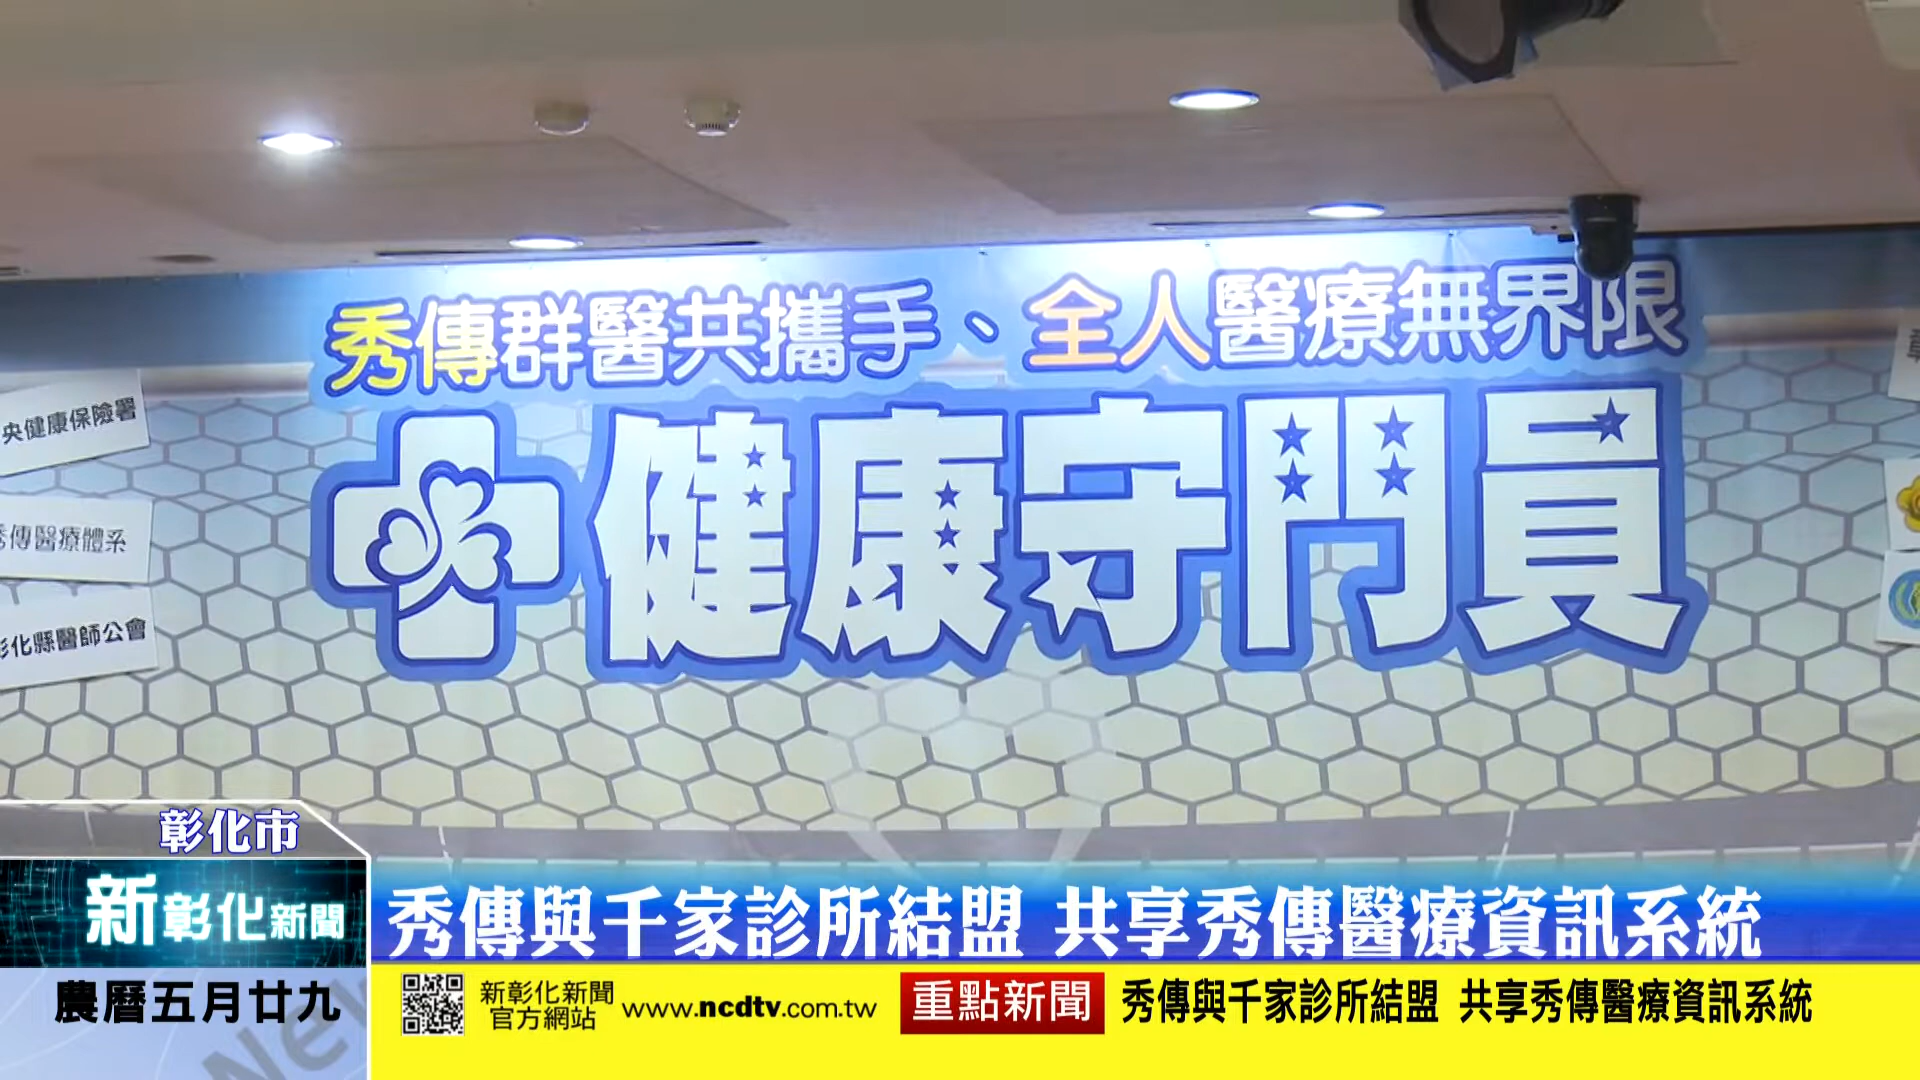 秀傳群醫共攜手、全人醫療無界限
健康守門員
央健康保險署
秀傳醫療體系
彰化縣醫師公會
彰化市
新彰化新聞
秀傳與千家診所結盟 共享秀傳醫療資訊系統
農曆五月廿九
新彰化新聞
官方網站
www.ncdtv.com.tw
重點新聞
秀傳與千家診所結盟 共享秀傳醫療資訊系統